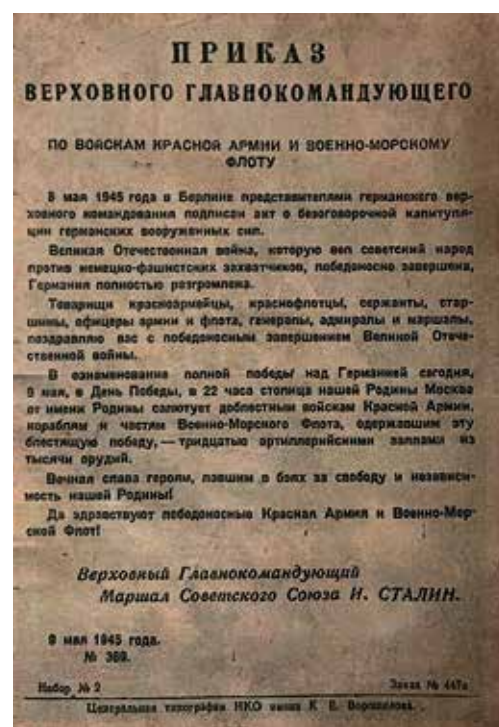 ПРИКАЗ
ВЕРХОВНОГО ГЛАВНОКОМАНДУЮЩЕГО
ПО ВОЙСКАМ КРАСНОЙ АРМИИ И ВОЕННО-МОРСКОМУ
ФЛОТУ
8 мая 1945 года в Берлине представителями германского вер-
ховного командования подписан акт о безоговорочной капитуля-
ции германских вооруженных сил.
Великая Отечественная война, которую вел советский народ
против немецко-фашистских захватчиков, победоносно завершена,
Германия полностью разгромлена.
Товарищи красноармейцы, краснофлотцы, сержанты, стар-
шины, офицеры армии и флота, генералы, адмиралы и маршалы,
поздравляю вас с победоносным завершением Великой Отече-
ственной войны.
В ознаменование полной победы над Германией сегодня,
9 мая, в День Победы, в 22 часа столица нашей Родины Москва
от имени Родины салютует доблестным войскам Красной Армии,
кораблям и частям Военно-Морского Флота, одержавшим эту
блестящую победу, — тридцатью артиллерийскими залпами из
тысячи орудий.
Вечная слава героям, павшим в боях за свободу и независи-
мость нашей Родины!
Да здравствуют победоносные Красная Армия и Военно-Мор-
ской Флот!
Верховный Главнокомандующий
Маршал Советского Союза И. СТАЛИН.
9 мая 1945 года.
№ 369.
Набор № 2 Заказ № 447а
Центральная типография НКО имени К. Е. Ворошилова.